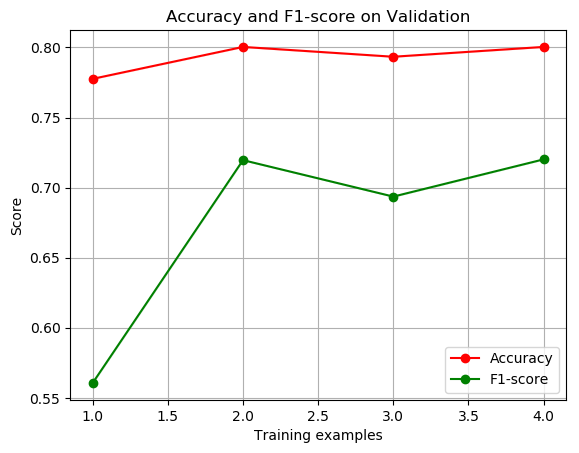 Accuracy and F1-score on Validation
0.80
0.75
0.70
0.65
0.60
0.55
Score
1.0 1.5 2.0 2.5 3.0 3.5 4.0
Training examples
Accuracy
F1-score